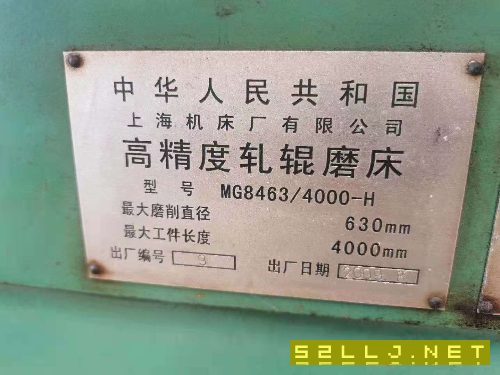 中华人民共和国
上海机床厂有限公司
高精度轧辊磨床
型号 MG8463/4000-H
最大磨削直径 630mm
最大工件长度 4000mm
出厂编号 9
出厂日期
52LLJ.NET